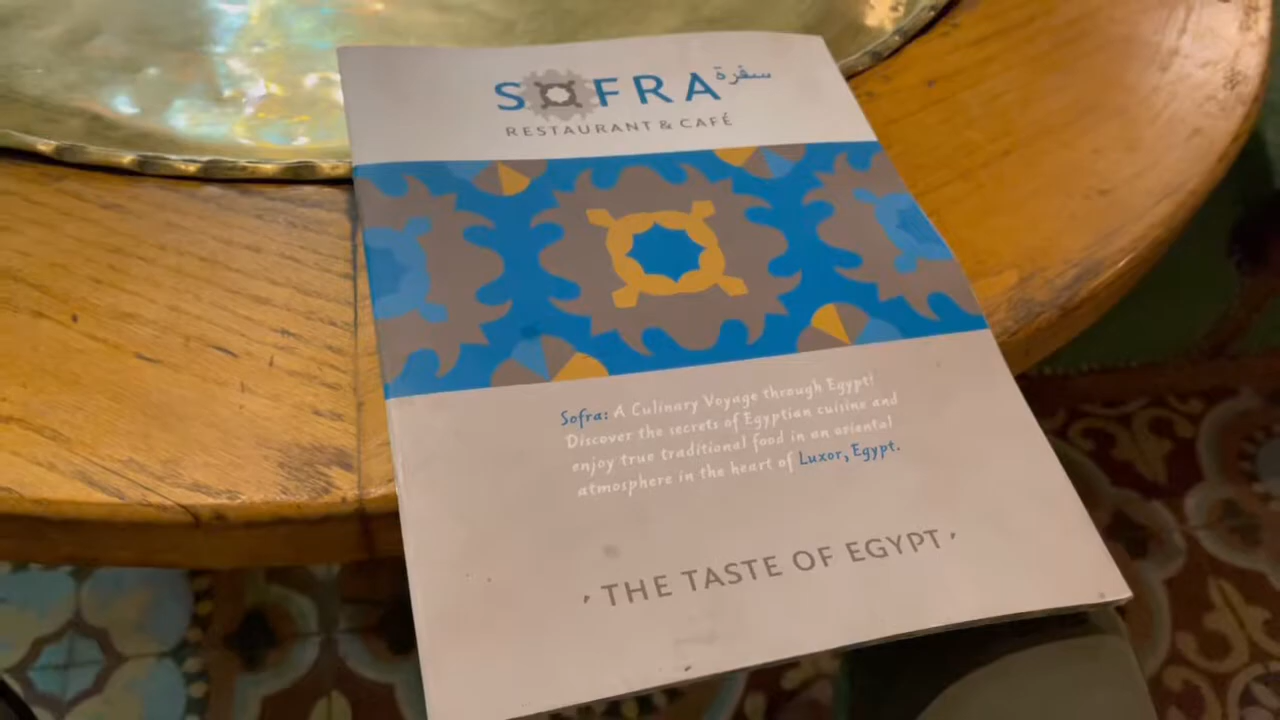 SOFRA سفرة
RESTAURANT & CAFÉ
Sofra: A Culinary Voyage through Egypt!
Discover the secrets of Egyptian cuisine and
enjoy true traditional food in an oriental
atmosphere in the heart of Luxor, Egypt.
THE TASTE OF EGYPT